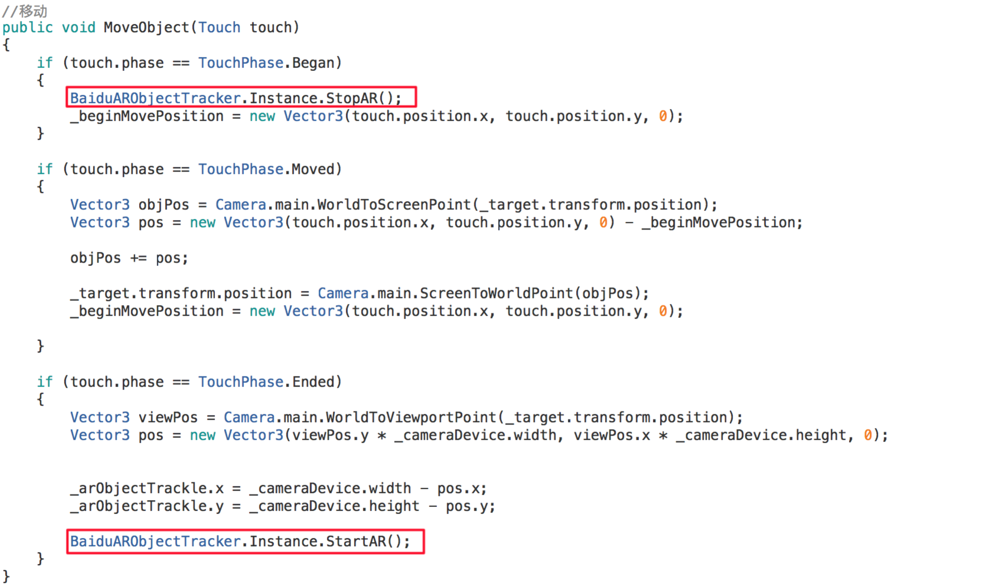 //移动
public void MoveObject(Touch touch)
{
    if (touch.phase == TouchPhase.Began)
    {
        BaiduARObjectTracker.Instance.StopAR();
        _beginMovePosition = new Vector3(touch.position.x, touch.position.y, 0);
    }

    if (touch.phase == TouchPhase.Moved)
    {
        Vector3 objPos = Camera.main.WorldToScreenPoint(_target.transform.position);
        Vector3 pos = new Vector3(touch.position.x, touch.position.y, 0) - _beginMovePosition;

        objPos += pos;

        _target.transform.position = Camera.main.ScreenToWorldPoint(objPos);
        _beginMovePosition = new Vector3(touch.position.x, touch.position.y, 0);

    }

    if (touch.phase == TouchPhase.Ended)
    {
        Vector3 viewPos = Camera.main.WorldToViewportPoint(_target.transform.position);
        Vector3 pos = new Vector3(viewPos.y * _cameraDevice.width, viewPos.x * _cameraDevice.height, 0);


        _arObjectTrackle.x = _cameraDevice.width - pos.x;
        _arObjectTrackle.y = _cameraDevice.height - pos.y;

        BaiduARObjectTracker.Instance.StartAR();
    }
}